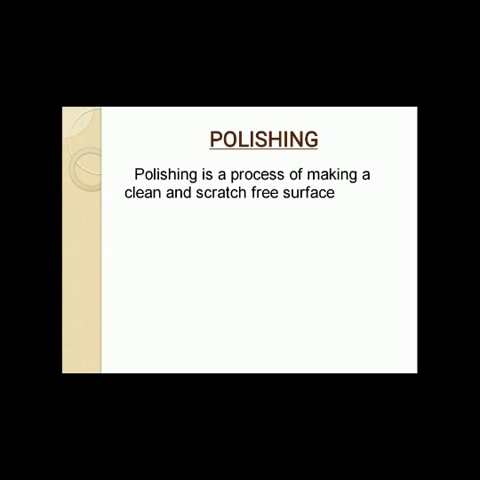 POLISHING
Polishing is a process of making a
clean and scratch free surface